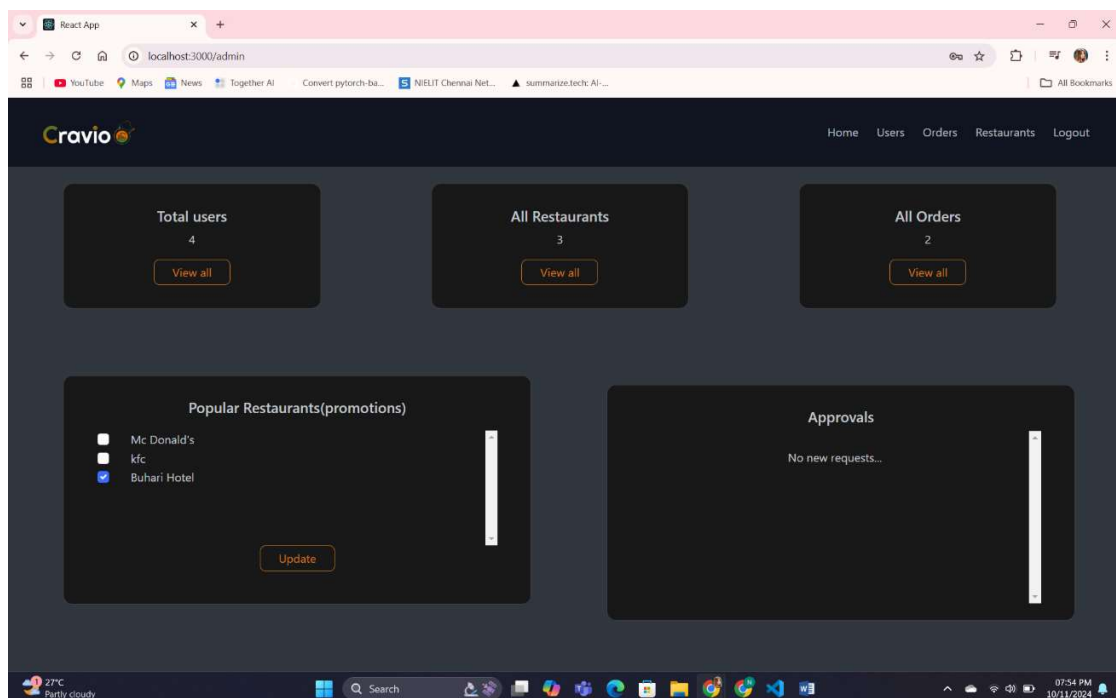 React App
localhost:3000/admin
YouTube Maps News Together AI Convert pytorch-ba... NIELIT Chennai Net... summarize.tech: AI-... All Bookmarks
Cravio
Home Users Orders Restaurants Logout
Total users
4
View all
All Restaurants
3
View all
All Orders
2
View all
Popular Restaurants(promotions)
Mc Donald's
kfc
Buhari Hotel
Update
Approvals
No new requests...
1
27°C
Partly cloudy
Search
07:54 PM
10/11/2024